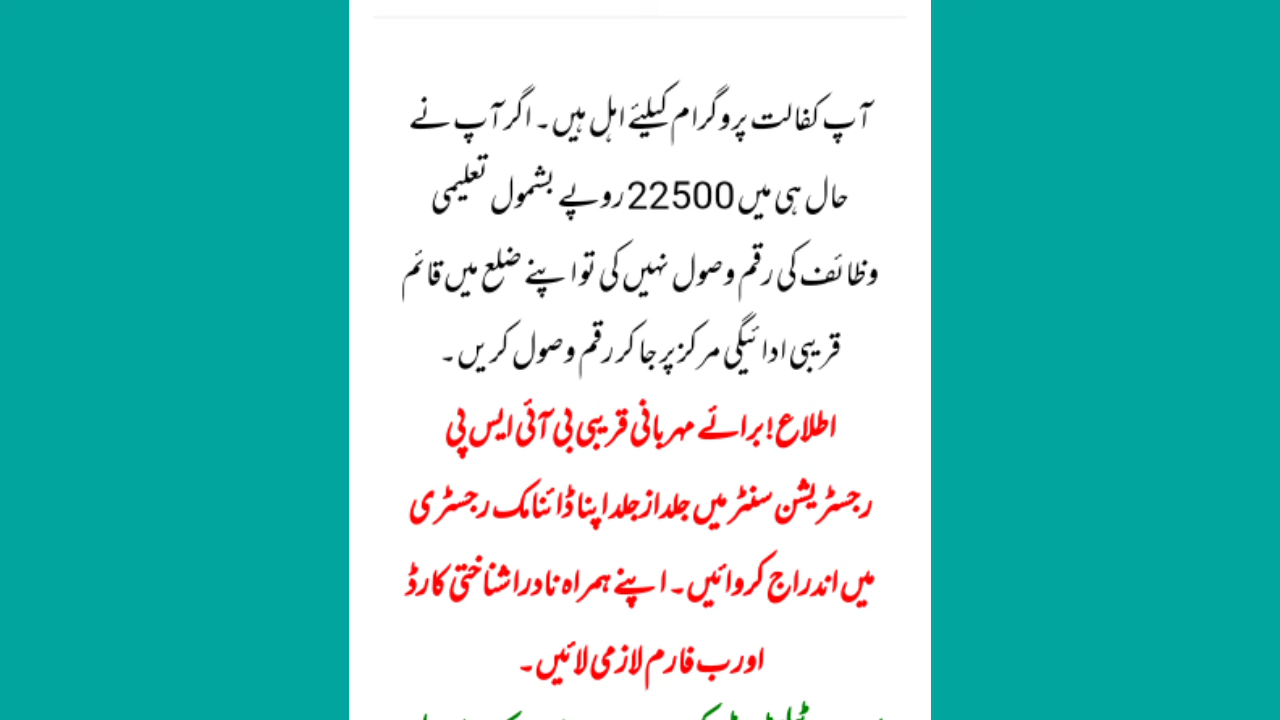 آپ کفالت پروگرام کیلئے اہل ہیں۔ اگر آپ نے
حال ہی میں 22500 روپے بشمول تعلیمی
وظائف کی رقم وصول نہیں کی تو اپنے ضلع میں قائم
قریبی ادائیگی مرکز پر جا کر رقم وصول کریں۔
اطلاع! برائے مہربانی قریبی بی آئی ایس پی
رجسٹریشن سنٹر میں جلد از جلد اپنا ڈائنامک رجسٹری
میں اندراج کروائیں۔ اپنے ہمراہ نادرا شناختی کارڈ
اور ب فارم لازمی لائیں۔